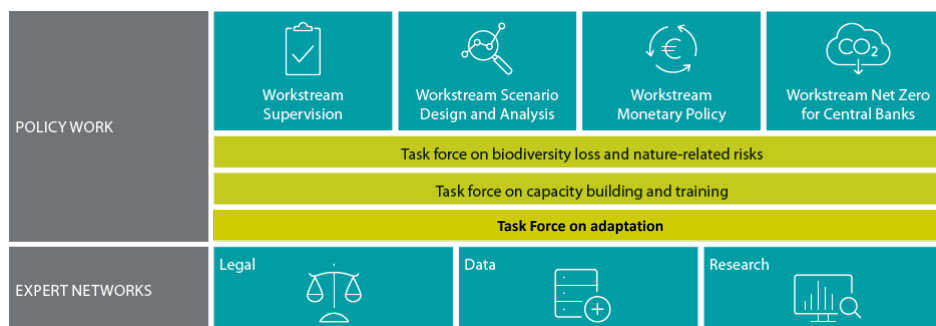 POLICY WORK
Workstream
Supervision
Workstream Scenario
Design and Analysis
€
Workstream
Monetary Policy
CO2
Workstream Net Zero
for Central Banks
Task force on biodiversity loss and nature-related risks
Task force on capacity building and training
Task Force on adaptation
EXPERT NETWORKS
Legal
Data
Research